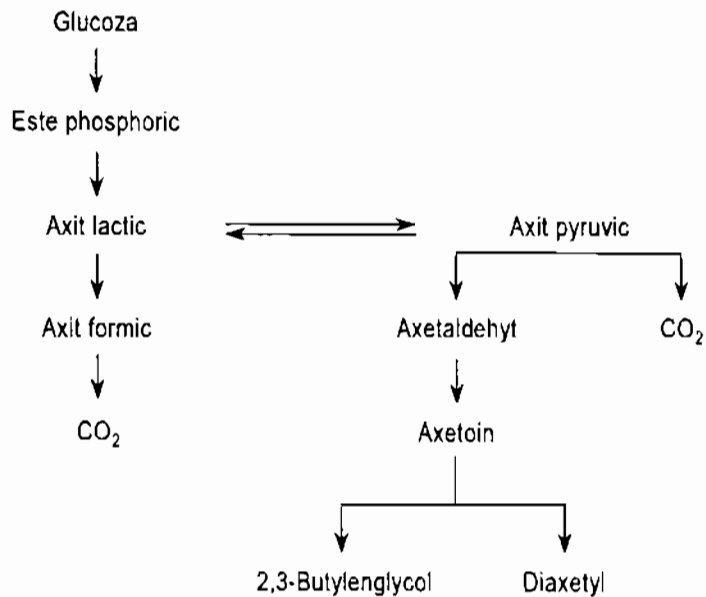 Glucoza
Este phosphoric
Axit lactic
Axit pyruvic
Axit formic
Axetaldehyt
CO₂
CO₂
Axetoin
2,3-Butylenglycol
Diaxetyl